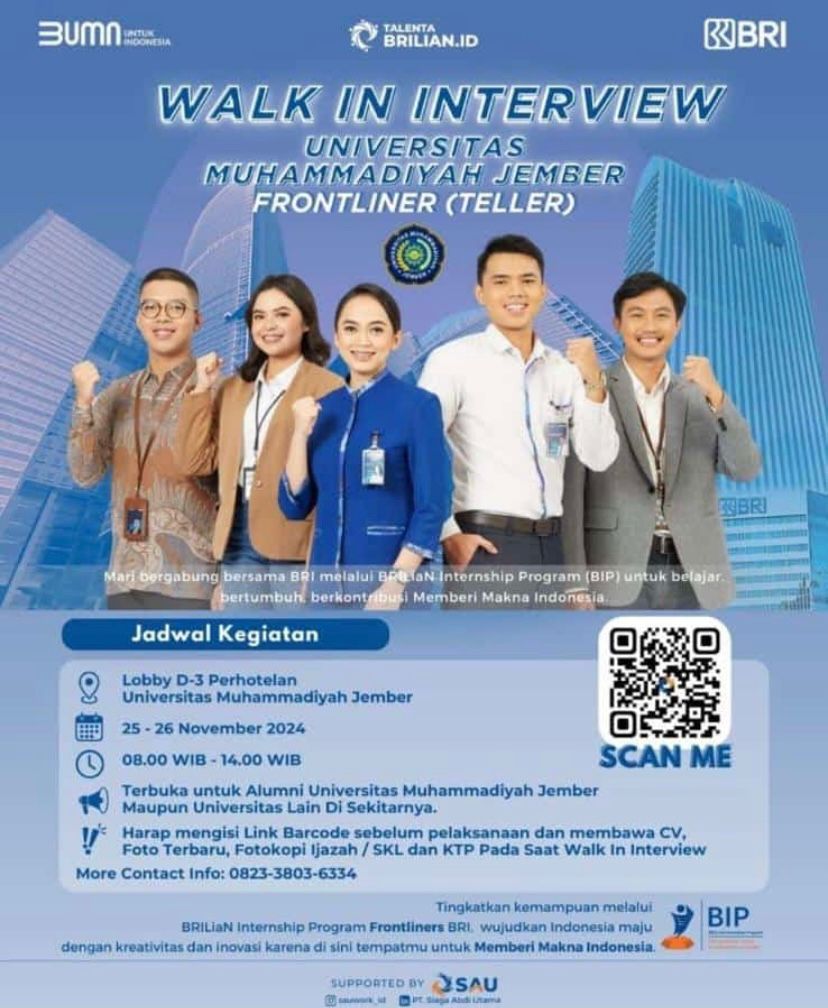 BUMN UNTUK INDONESIA
TALENTA BRILIAN.ID
BRI
WALK IN INTERVIEW
UNIVERSITAS
MUHAMMADIYAH JEMBER
FRONTLINER (TELLER)
BRI
Mari bergabung bersama BRI melalui BRILiaN Internship Program (BIP) untuk belajar,
bertumbuh, berkontribusi Memberi Makna Indonesia.
Jadwal Kegiatan
Lobby D-3 Perhotelan
Universitas Muhammadiyah Jember
25 - 26 November 2024
08.00 WIB - 14.00 WIB
SCAN ME
Terbuka untuk Alumni Universitas Muhammadiyah Jember
Maupun Universitas Lain Di Sekitarnya.
Harap mengisi Link Barcode sebelum pelaksanaan dan membawa CV,
Foto Terbaru, Fotokopi Ijazah / SKL dan KTP Pada Saat Walk In Interview
More Contact Info: 0823-3803-6334
Tingkatkan kemampuan melalui
BRILiaN Internship Program Frontliners BRI, wujudkan Indonesia maju
dengan kreativitas dan inovasi karena di sini tempatmu untuk Memberi Makna Indonesia.
BIP
SUPPORTED BY SAU
sauwork_id PT. Siaga Abdi Utama